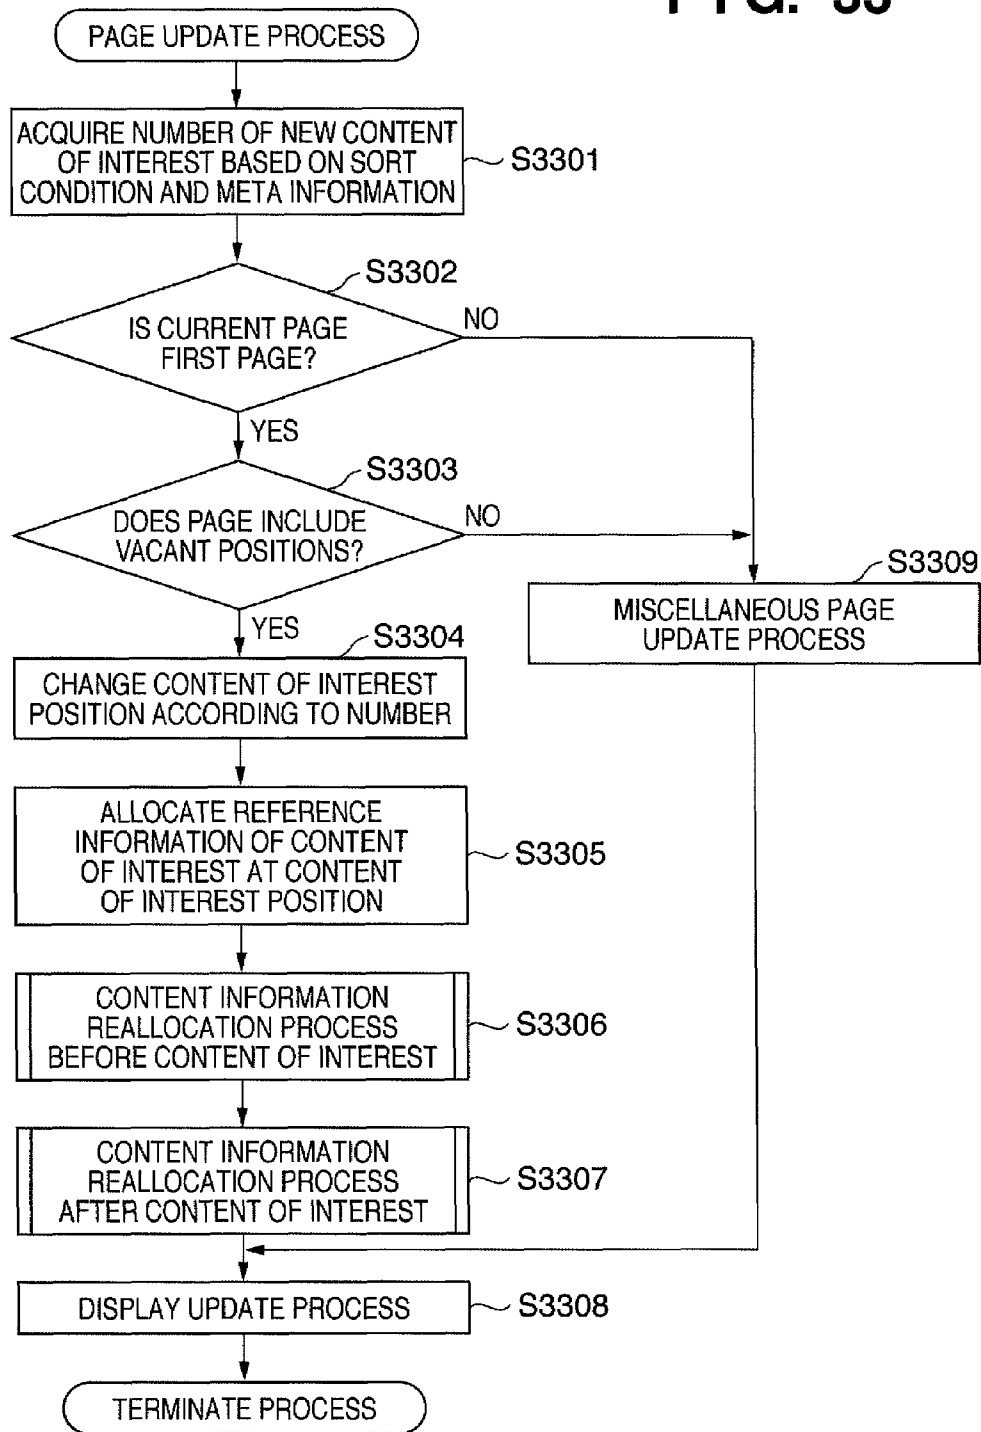 FIG. 33
PAGE UPDATE PROCESS
ACQUIRE NUMBER OF NEW CONTENT
OF INTEREST BASED ON SORT
CONDITION AND META INFORMATION
S3301
S3302
IS CURRENT PAGE
FIRST PAGE?
NO
YES
S3303
DOES PAGE INCLUDE
VACANT POSITIONS?
NO
YES
S3309
MISCELLANEOUS PAGE
UPDATE PROCESS
S3304
CHANGE CONTENT OF INTEREST
POSITION ACCORDING TO NUMBER
ALLOCATE REFERENCE
INFORMATION OF CONTENT
OF INTEREST AT CONTENT
OF INTEREST POSITION
S3305
CONTENT INFORMATION
REALLOCATION PROCESS
BEFORE CONTENT OF INTEREST
S3306
CONTENT INFORMATION
REALLOCATION PROCESS
AFTER CONTENT OF INTEREST
S3307
DISPLAY UPDATE PROCESS
S3308
TERMINATE PROCESS